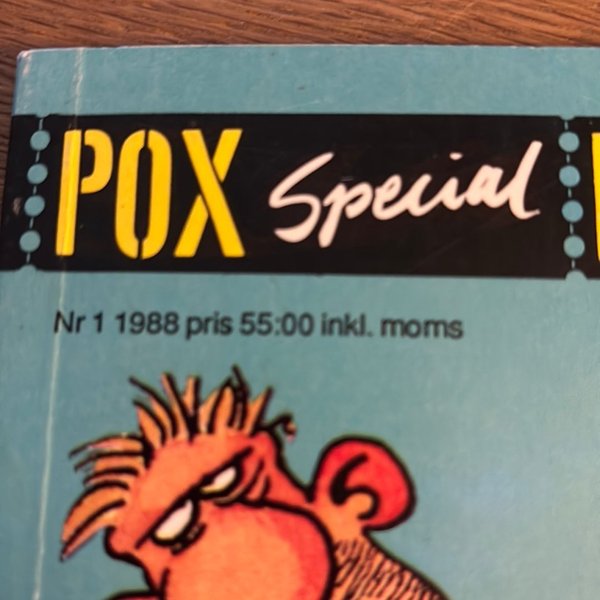 POX Special
Nr 1 1988 pris 55:00 inkl. moms